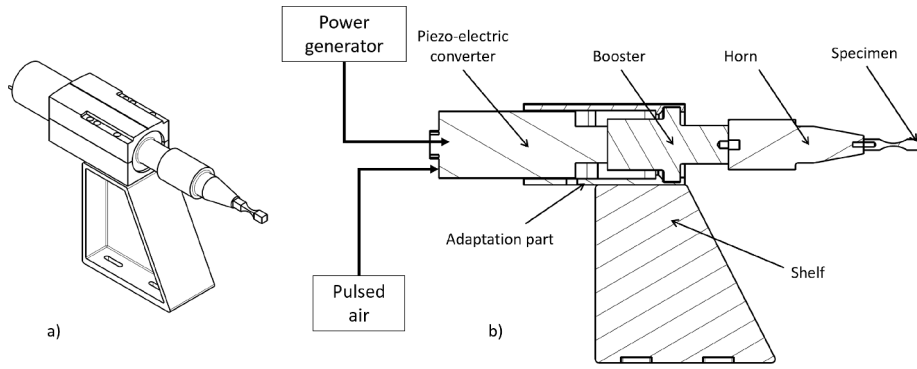 Power
generator
Piezo-electric
converter
Booster
Horn
Specimen
Adaptation part
Shelf
Pulsed
air
a)
b)